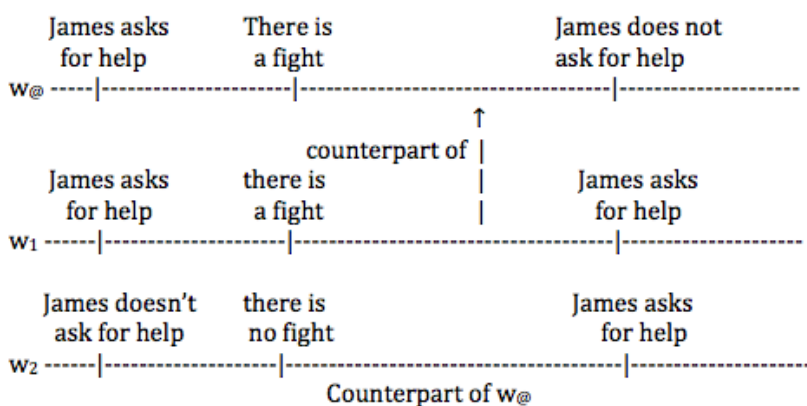 James asks There is James does not
for help a fight ask for help
w@ -----|----------------------|-------------------------------------|---------------------
↑
counterpart of |
James asks there is | James asks
for help a fight | for help
w1 ------|---------------------|--------------------------------------|---------------------
James doesn't there is James asks
ask for help no fight for help
w2 ------|--------------------|----------------------------------------|---------------------
Counterpart of w@